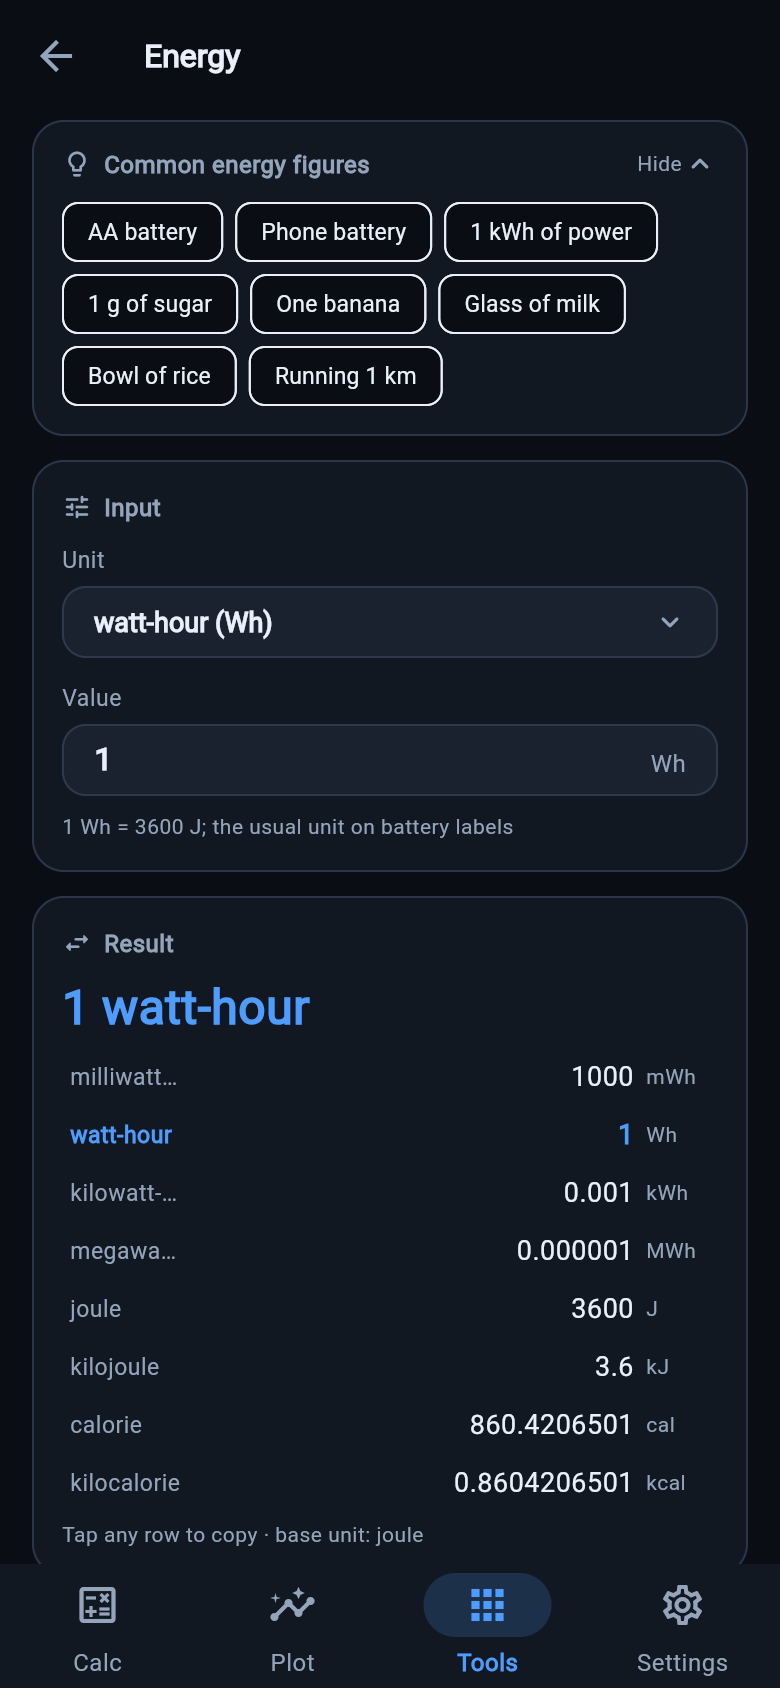 Energy
Common energy figures Hide
AA battery Phone battery 1 kWh of power
1 g of sugar One banana Glass of milk
Bowl of rice Running 1 km
Input
Unit
watt-hour (Wh)
Value
1 Wh
1 Wh = 3600 J; the usual unit on battery labels
Result
1 watt-hour
milliwatt… 1000 mWh
watt-hour 1 Wh
kilowatt-… 0.001 kWh
megawa… 0.000001 MWh
joule 3600 J
kilojoule 3.6 kJ
calorie 860.4206501 cal
kilocalorie 0.8604206501 kcal
Tap any row to copy · base unit: joule
Calc Plot Tools Settings